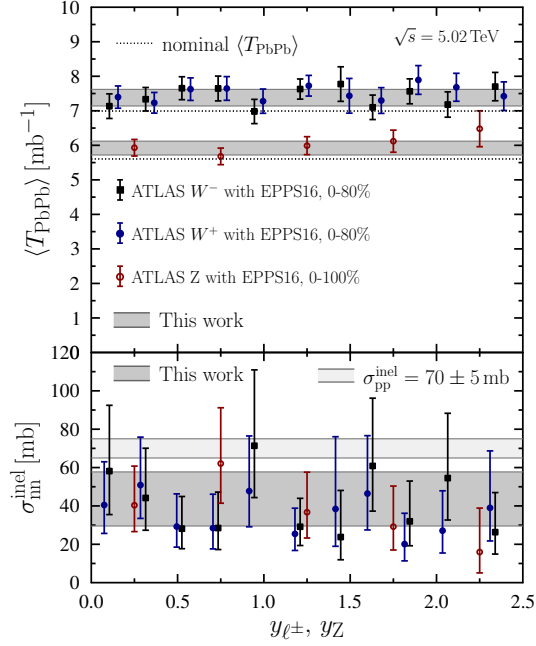 10
9
8
7
6
5
4
3
2
1
⟨T_PbPb⟩ [mb⁻¹]
nominal ⟨T_PbPb⟩
√s = 5.02 TeV
ATLAS W⁻ with EPPS16, 0-80%
ATLAS W⁺ with EPPS16, 0-80%
ATLAS Z with EPPS16, 0-100%
This work
120
100
80
60
40
20
0
σ_nn^inel [mb]
This work
σ_pp^inel = 70 ± 5 mb
0.0 0.5 1.0 1.5 2.0 2.5
y_ℓ±, y_Z